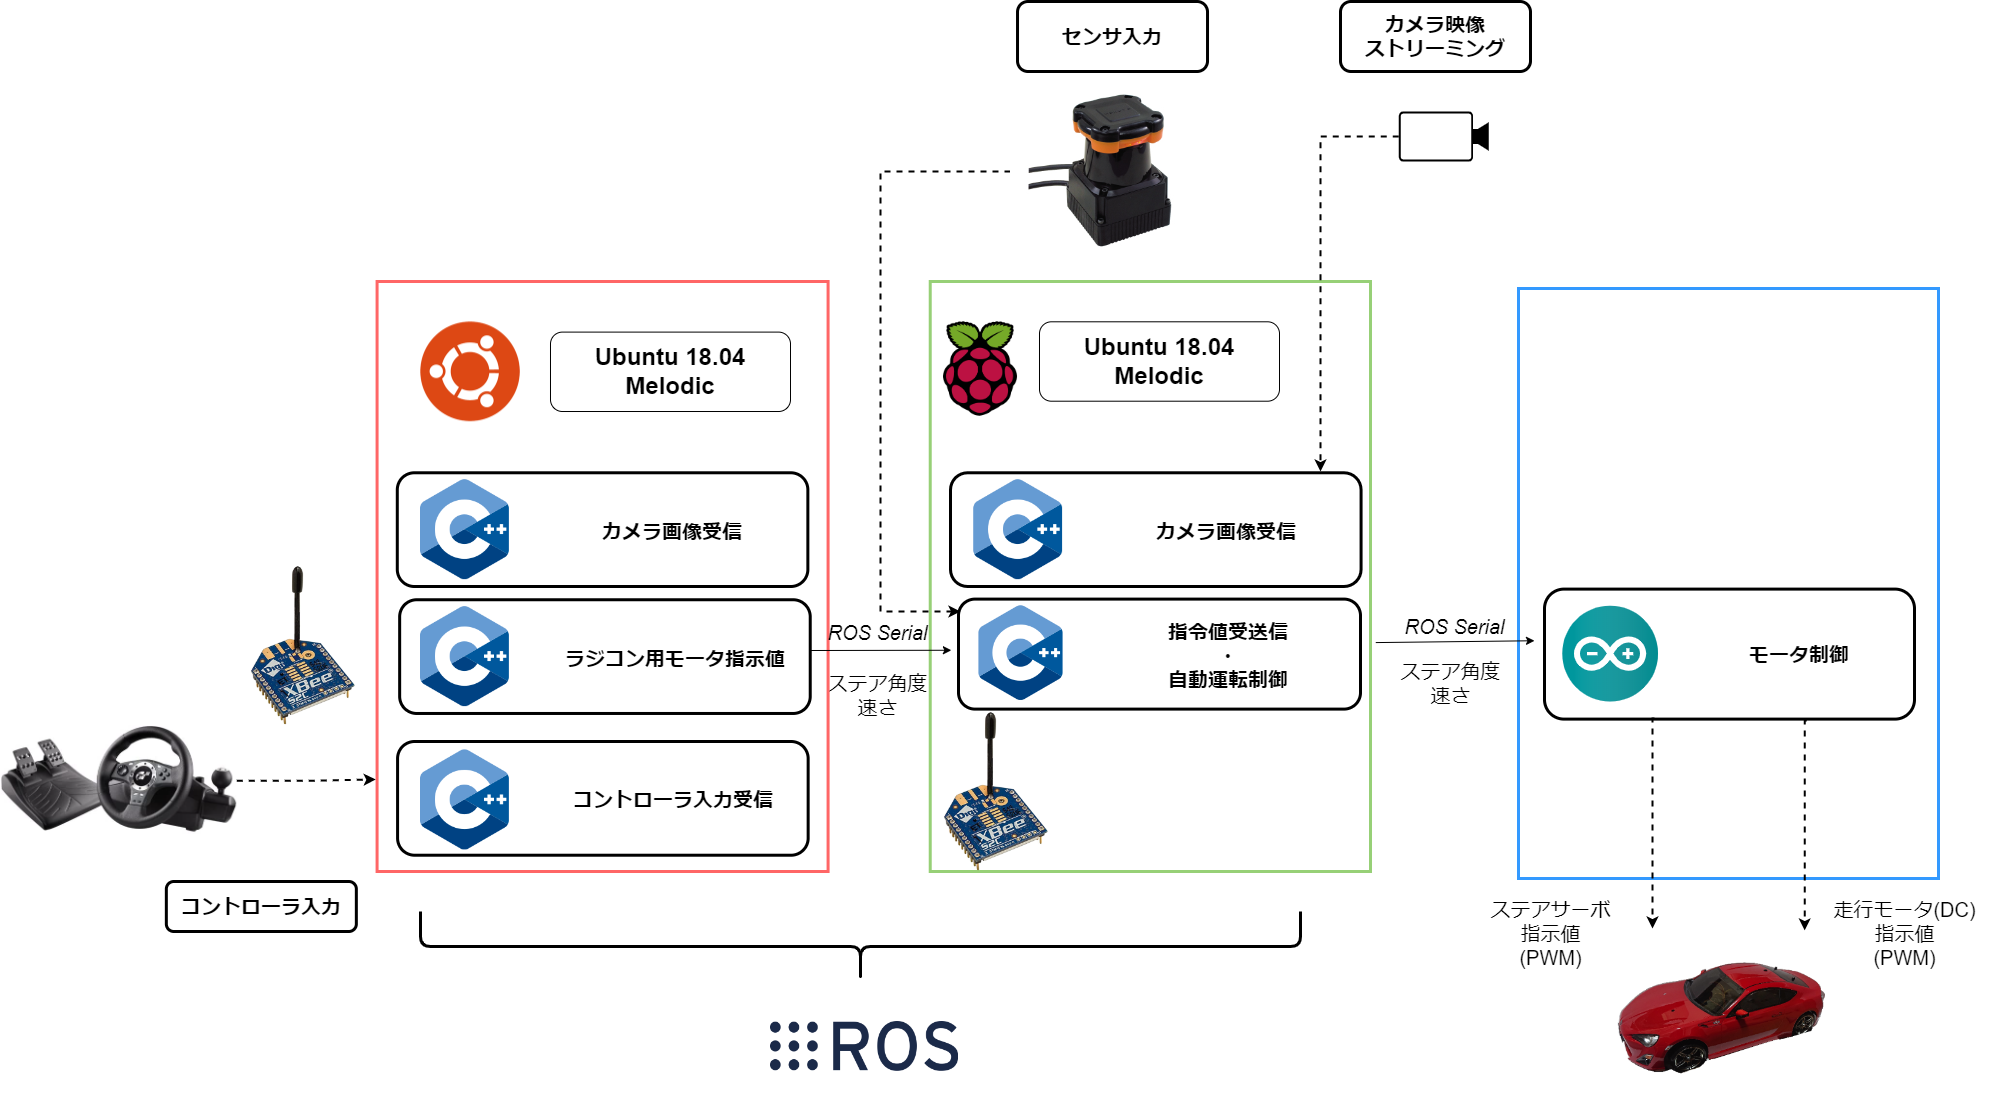 センサ入力
カメラ映像
ストリーミング
Ubuntu 18.04
Melodic
Ubuntu 18.04
Melodic
C++
カメラ画像受信
C++
カメラ画像受信
C++
ラジコン用モータ指示値
ROS Serial
ステア角度
速さ
C++
指令値受送信
・
自動運転制御
ROS Serial
ステア角度
速さ
モータ制御
XBee
S2C
C++
コントローラ入力受信
Digi
XBee
S2C
コントローラ入力
ステアサーボ
指示値
(PWM)
走行モータ(DC)
指示値
(PWM)
ROS